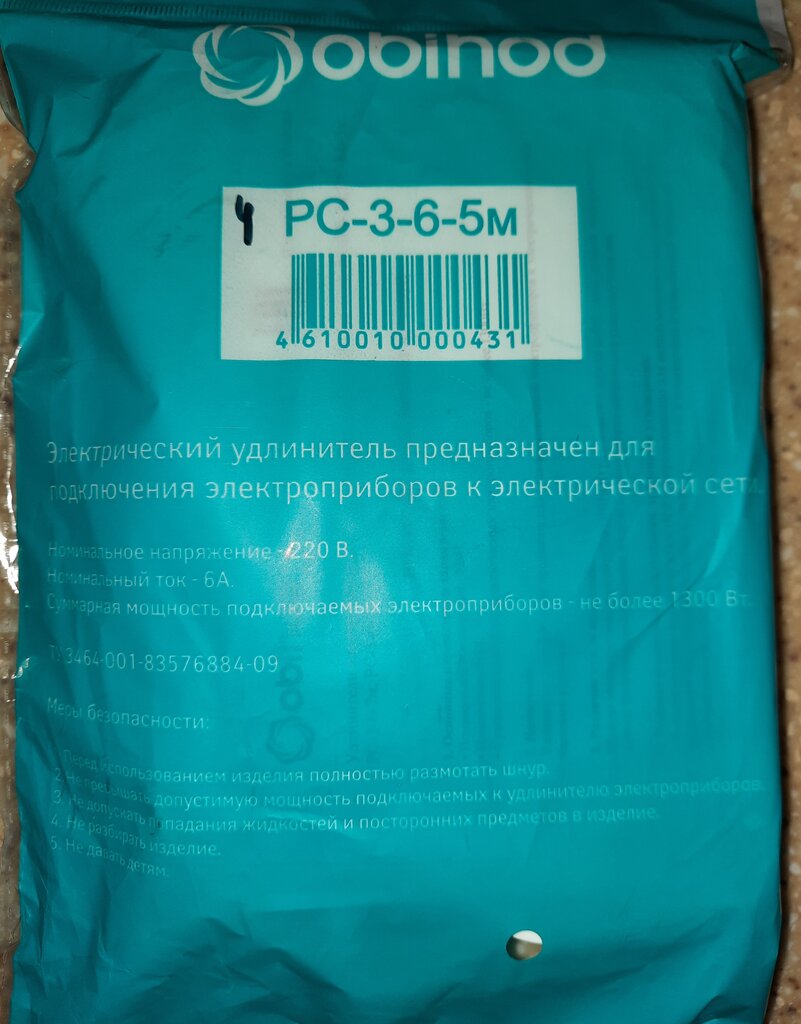 obinod
4 РС-3-6-5м
4 610010 000431
Электрический удлинитель предназначен для
подключения электроприборов к электрической сети.
Номинальное напряжение - 220 В.
Номинальный ток - 6А.
Суммарная мощность подключаемых электроприборов - не более 1300 Вт.
ТУ 3464-001-83576884-09
Меры безопасности:
Перед использованием изделия полностью размотать шнур.
2. Не превышать допустимую мощность подключаемых к удлинителю электроприборов.
3. Не допускать попадания жидкостей и посторонних предметов в изделие.
4. Не разбирать изделие.
5. Не давать детям.